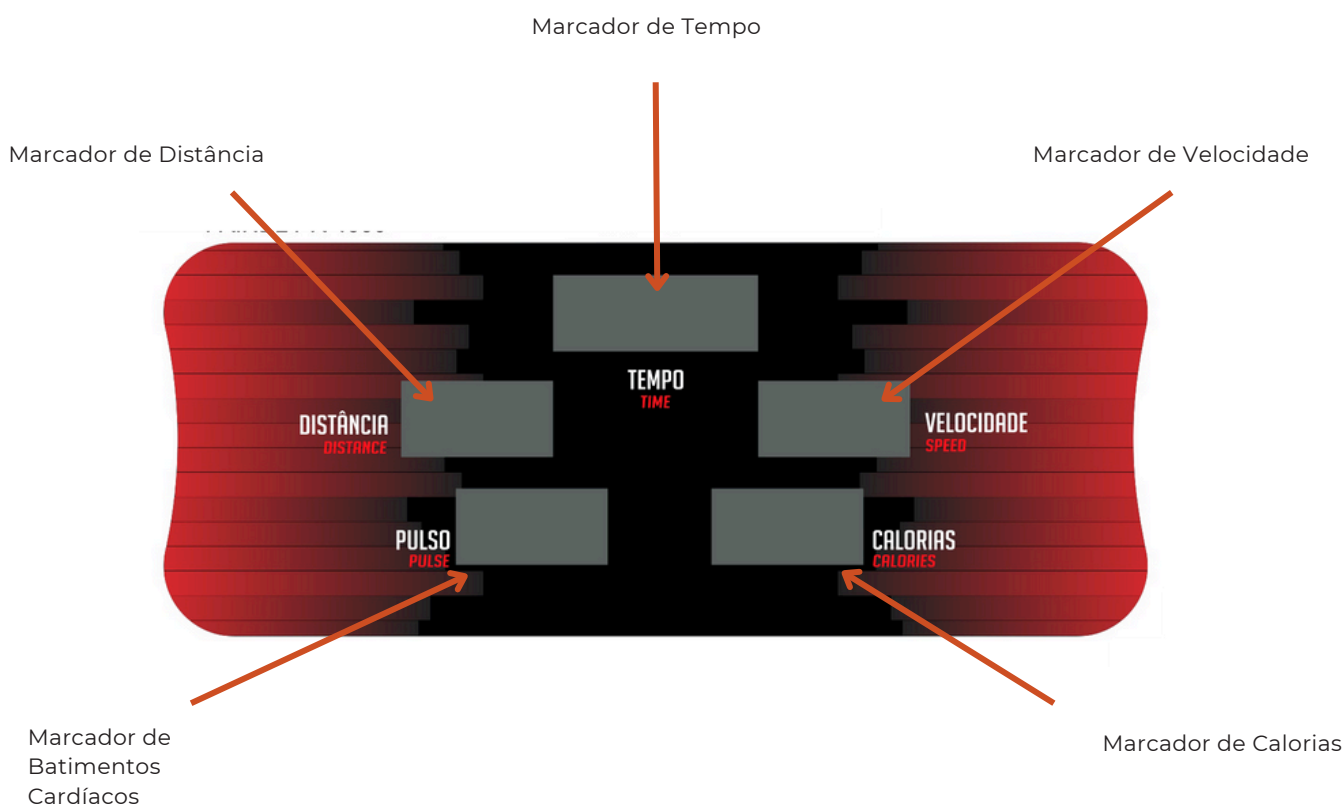 Marcador de Tempo
Marcador de Distância
Marcador de Velocidade
TEMPO
TIME
DISTÂNCIA
DISTANCE
VELOCIDADE
SPEED
PULSO
PULSE
CALORIAS
CALORIES
Marcador de
Batimentos
Cardíacos
Marcador de Calorias